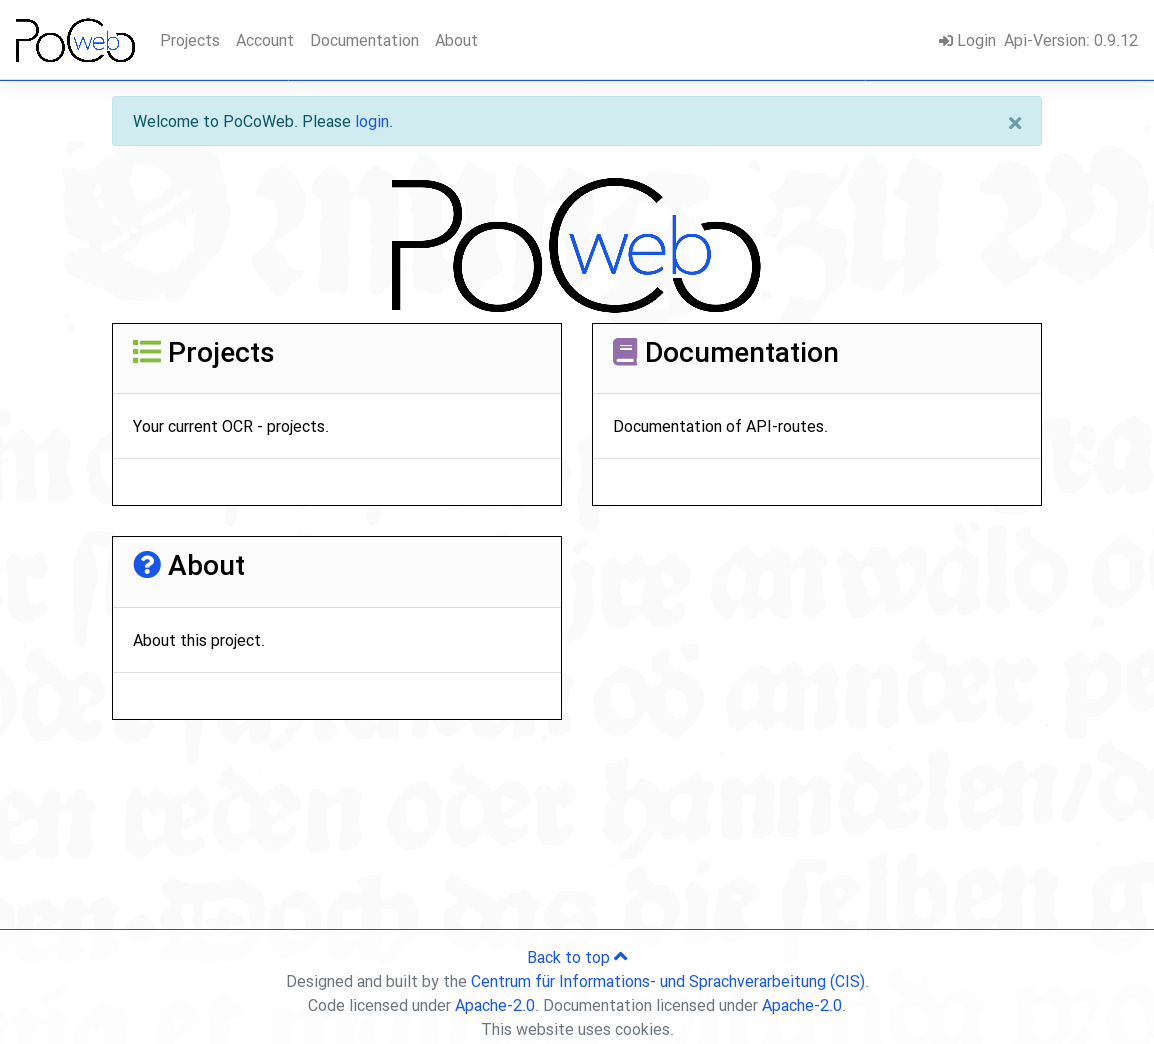 PoCoweb Projects Account Documentation About Login Api-Version: 0.9.12
Welcome to PoCoWeb. Please login. ×
PoCoweb
Projects
Your current OCR - projects.
Documentation
Documentation of API-routes.
About
About this project.
Back to top
Designed and built by the Centrum für Informations- und Sprachverarbeitung (CIS).
Code licensed under Apache-2.0. Documentation licensed under Apache-2.0.
This website uses cookies.